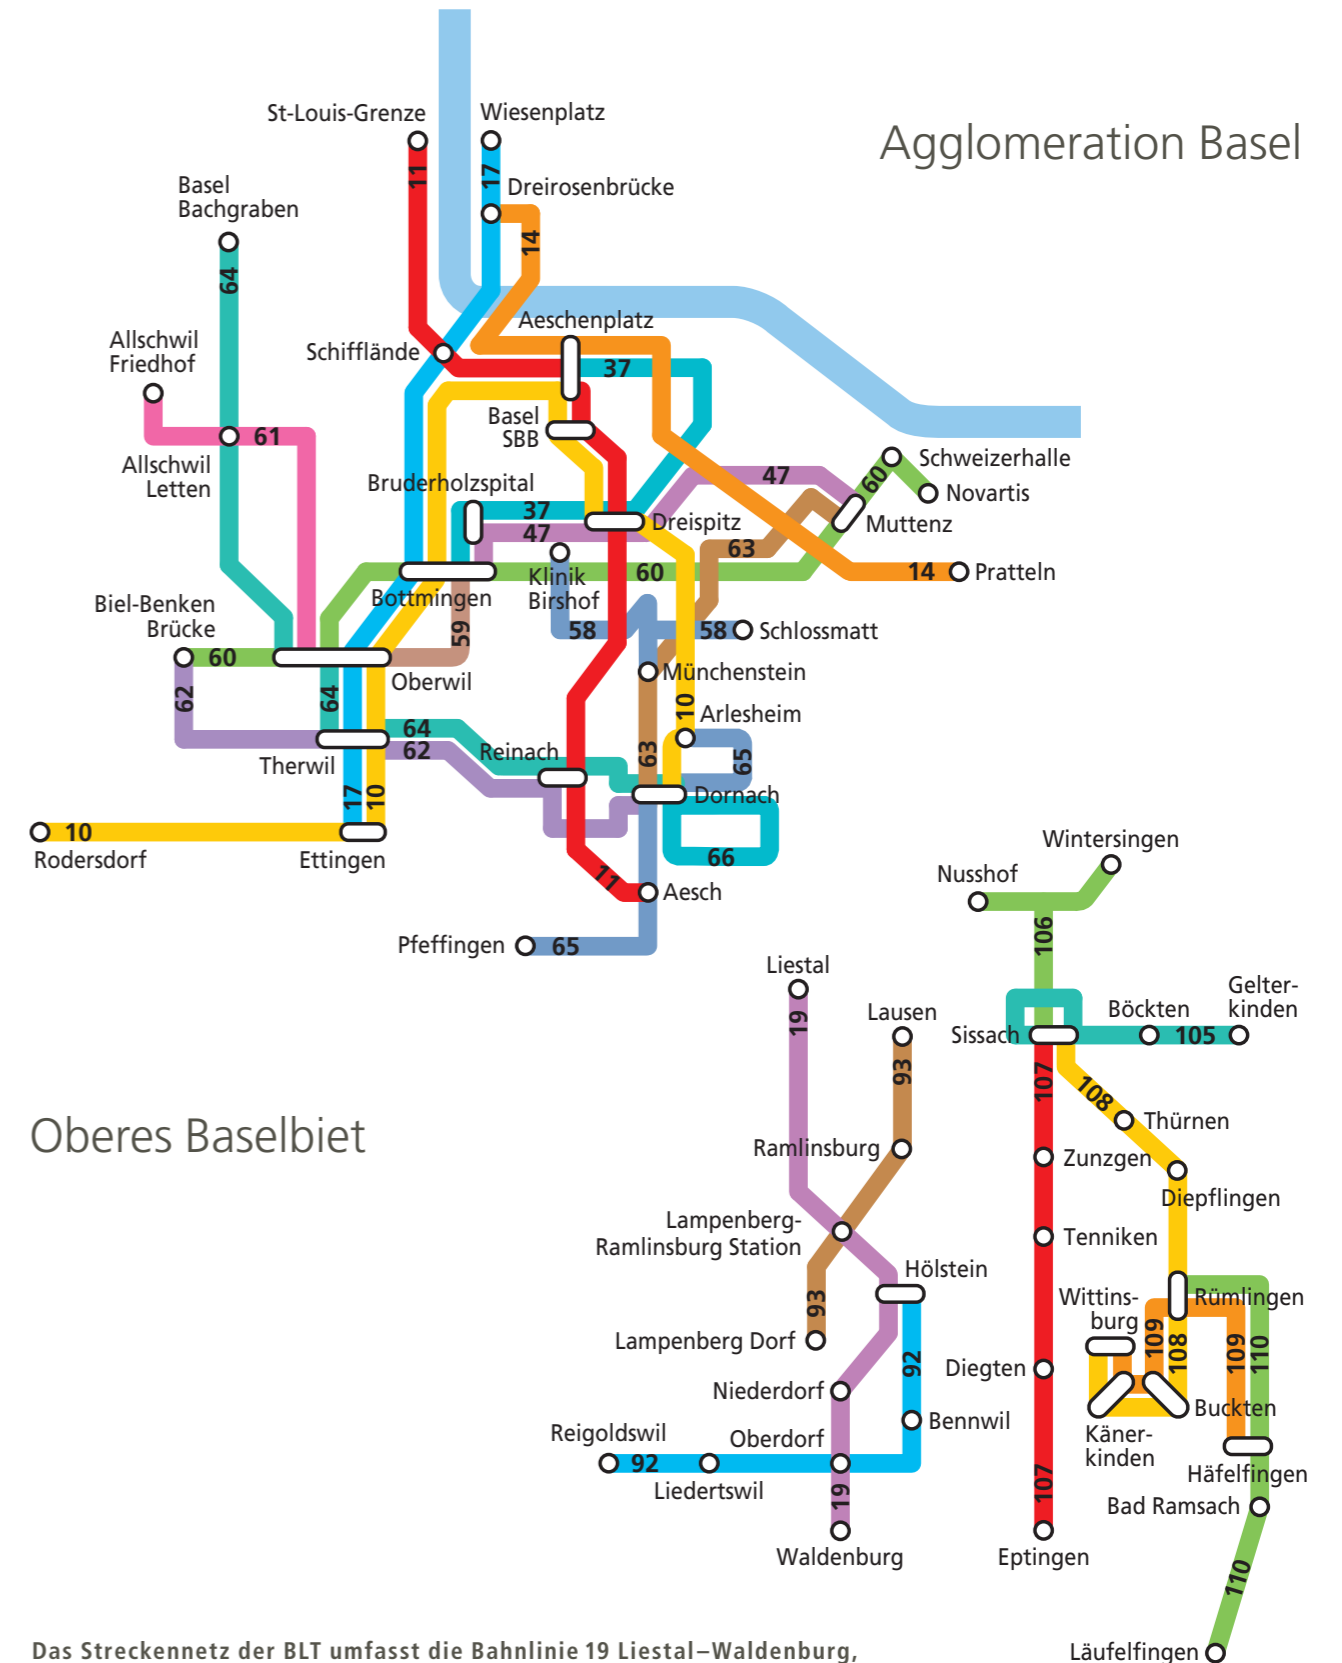 Agglomeration Basel
St-Louis-Grenze
Wiesenplatz
11
17
Dreirosenbrücke
Basel
Bachgraben
14
64
Aeschenplatz
Allschwil
Friedhof
Schifflände
37
Basel
SBB
61
Allschwil
Letten
Schweizerhalle
60
Novartis
47
Bruderholzspital
37
47
Dreispitz
Muttenz
63
Klinik
Birshof
60
14
Pratteln
Bottmingen
Biel-Benken
Brücke
59
58
58
Schlossmatt
60
Oberwil
Münchenstein
62
64
10
Arlesheim
64
62
Reinach
63
65
Therwil
17
10
Dornach
10
Rodersdorf
Ettingen
66
11
Aesch
Pfeffingen
65
Wintersingen
Nusshof
106
Liestal
19
Lausen
93
Gelter-
kinden
Böckten
Sissach
105
107
108
Oberes Baselbiet
Thürnen
Ramlinsburg
Zunzgen
Diepflingen
Lampenberg-
Ramlinsburg Station
Tenniken
Hölstein
Wittins-
burg
Rümlingen
93
Lampenberg Dorf
109
108
109
110
92
Diegten
Niederdorf
Buckten
Bennwil
Käner-
kinden
Reigoldswil
Oberdorf
92
Liedertswil
Häfelfingen
19
107
Bad Ramsach
Waldenburg
Eptingen
110
Das Streckennetz der BLT umfasst die Bahnlinie 19 Liestal–Waldenburg,
Läufelfingen